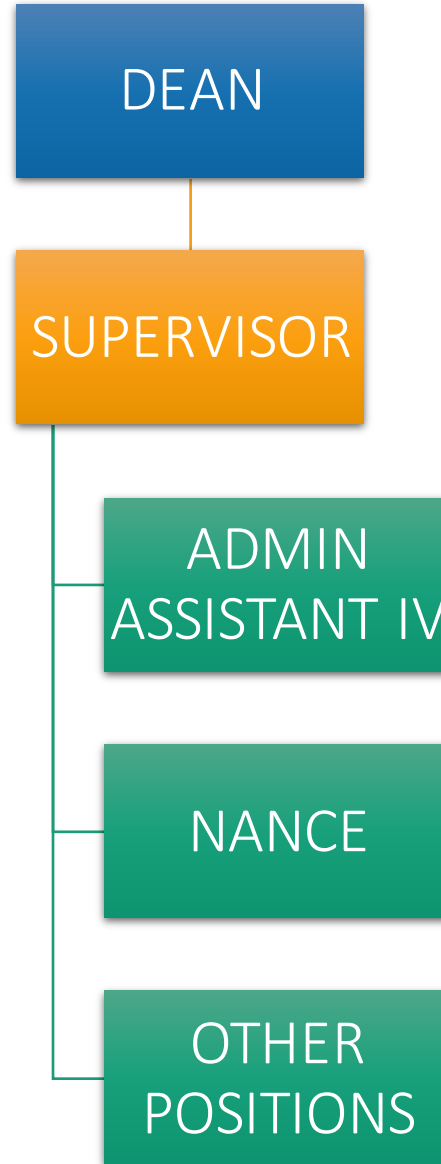 DEAN
SUPERVISOR
ADMIN
ASSISTANT IV
NANCE
OTHER
POSITIONS